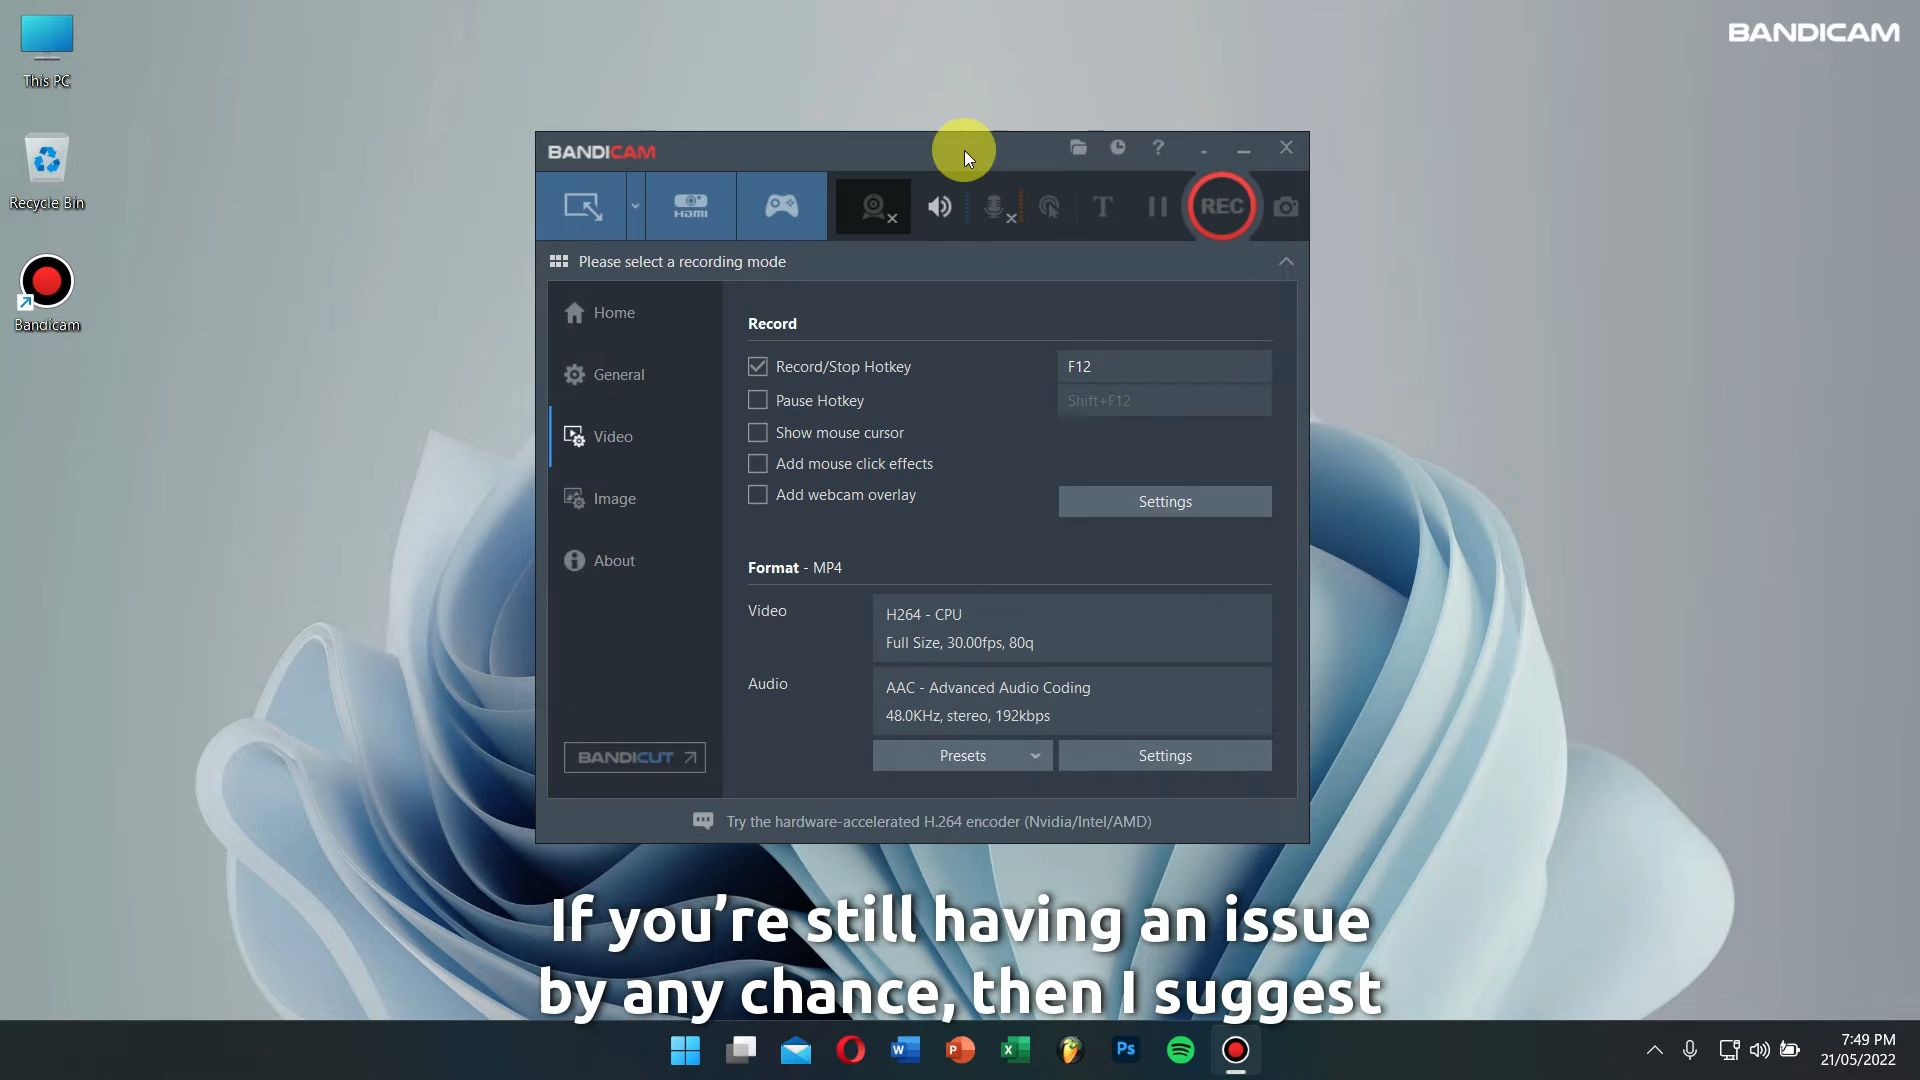 This PC
Recycle Bin
Bandicam
BANDICAM
BANDICAM
?
HDMI
T
REC
Please select a recording mode
Home
General
Video
Image
About
BANDICUT
Record
Record/Stop Hotkey
F12
Pause Hotkey
Shift+F12
Show mouse cursor
Add mouse click effects
Add webcam overlay
Settings
Format - MP4
Video
H264 - CPU
Full Size, 30.00fps, 80q
Audio
AAC - Advanced Audio Coding
48.0KHz, stereo, 192kbps
Presets
Settings
Try the hardware-accelerated H.264 encoder (Nvidia/Intel/AMD)
If you’re still having an issue
by any chance, then I suggest
W
P
X
Ps
7:49 PM
21/05/2022